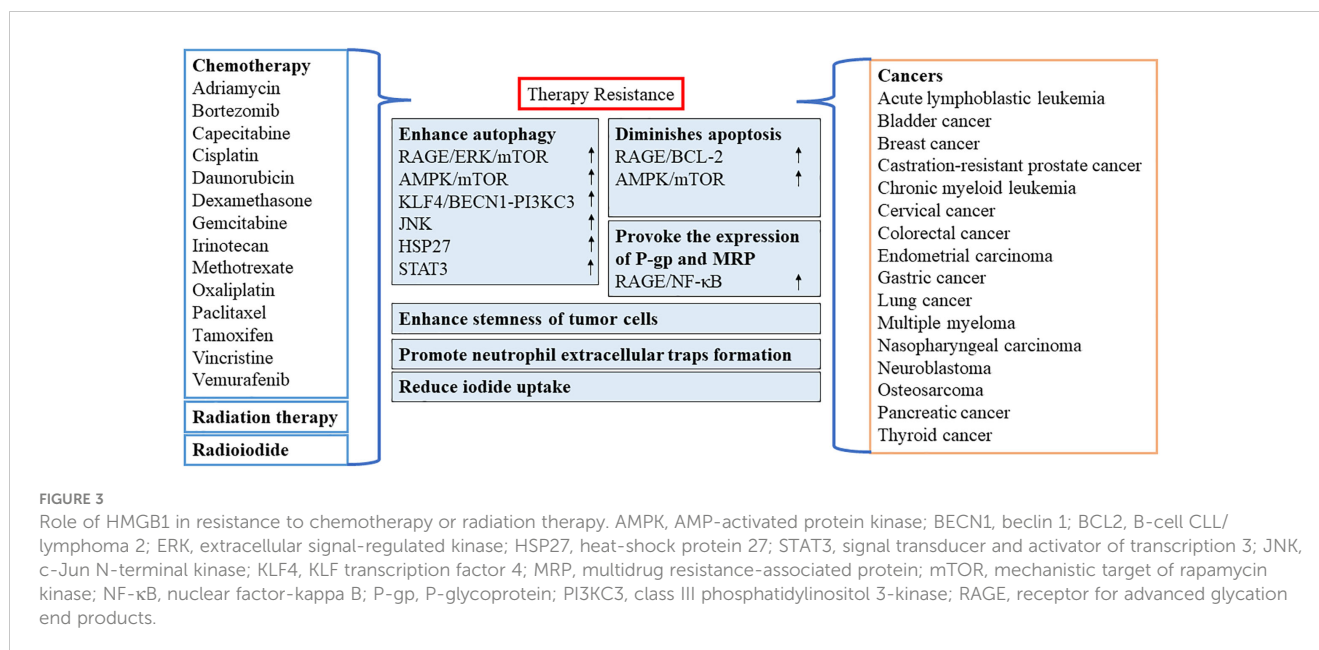 Chemotherapy
Adriamycin
Bortezomib
Capecitabine
Cisplatin
Daunorubicin
Dexamethasone
Gemcitabine
Irinotecan
Methotrexate
Oxaliplatin
Paclitaxel
Tamoxifen
Vincristine
Vemurafenib
Radiation therapy
Radioiodide
Therapy Resistance
Enhance autophagy
RAGE/ERK/mTOR ↑
AMPK/mTOR ↑
KLF4/BECN1-PI3KC3 ↑
JNK ↑
HSP27 ↑
STAT3 ↑
Diminishes apoptosis
RAGE/BCL-2 ↑
AMPK/mTOR ↑
Provoke the expression
of P-gp and MRP
RAGE/NF-κB ↑
Enhance stemness of tumor cells
Promote neutrophil extracellular traps formation
Reduce iodide uptake
Cancers
Acute lymphoblastic leukemia
Bladder cancer
Breast cancer
Castration-resistant prostate cancer
Chronic myeloid leukemia
Cervical cancer
Colorectal cancer
Endometrial carcinoma
Gastric cancer
Lung cancer
Multiple myeloma
Nasopharyngeal carcinoma
Neuroblastoma
Osteosarcoma
Pancreatic cancer
Thyroid cancer
FIGURE 3
Role of HMGB1 in resistance to chemotherapy or radiation therapy. AMPK, AMP-activated protein kinase; BECN1, beclin 1; BCL2, B-cell CLL/
lymphoma 2; ERK, extracellular signal-regulated kinase; HSP27, heat-shock protein 27; STAT3, signal transducer and activator of transcription 3; JNK,
c-Jun N-terminal kinase; KLF4, KLF transcription factor 4; MRP, multidrug resistance-associated protein; mTOR, mechanistic target of rapamycin
kinase; NF-κB, nuclear factor-kappa B; P-gp, P-glycoprotein; PI3KC3, class III phosphatidylinositol 3-kinase; RAGE, receptor for advanced glycation
end products.